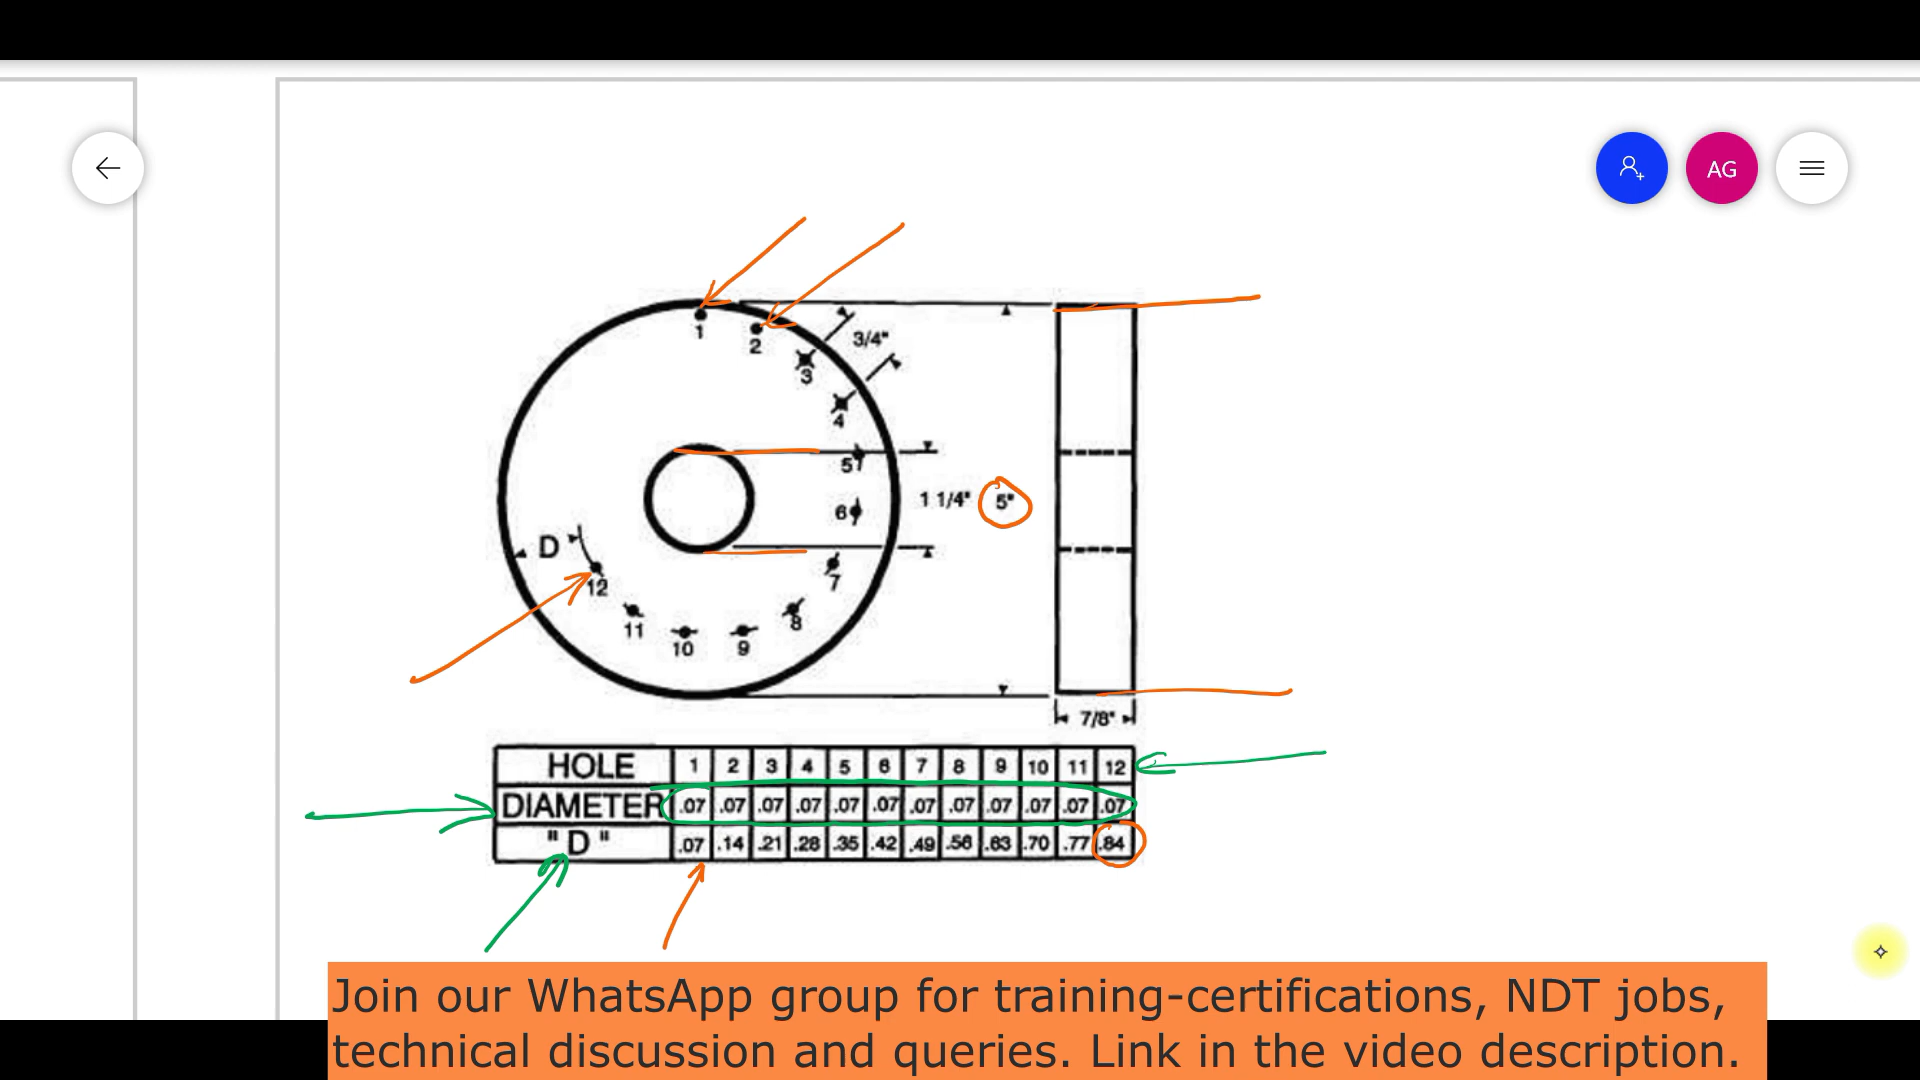 AG
1
2
3/4"
3
4
5
1 1/4" 5"
6
D
12
7
11
8
10
9
7/8"
HOLE 1 2 3 4 5 6 7 8 9 10 11 12
DIAMETER .07 .07 .07 .07 .07 .07 .07 .07 .07 .07 .07 .07
"D" .07 .14 .21 .28 .35 .42 .49 .56 .63 .70 .77 .84
Join our WhatsApp group for training-certifications, NDT jobs,
technical discussion and queries. Link in the video description.